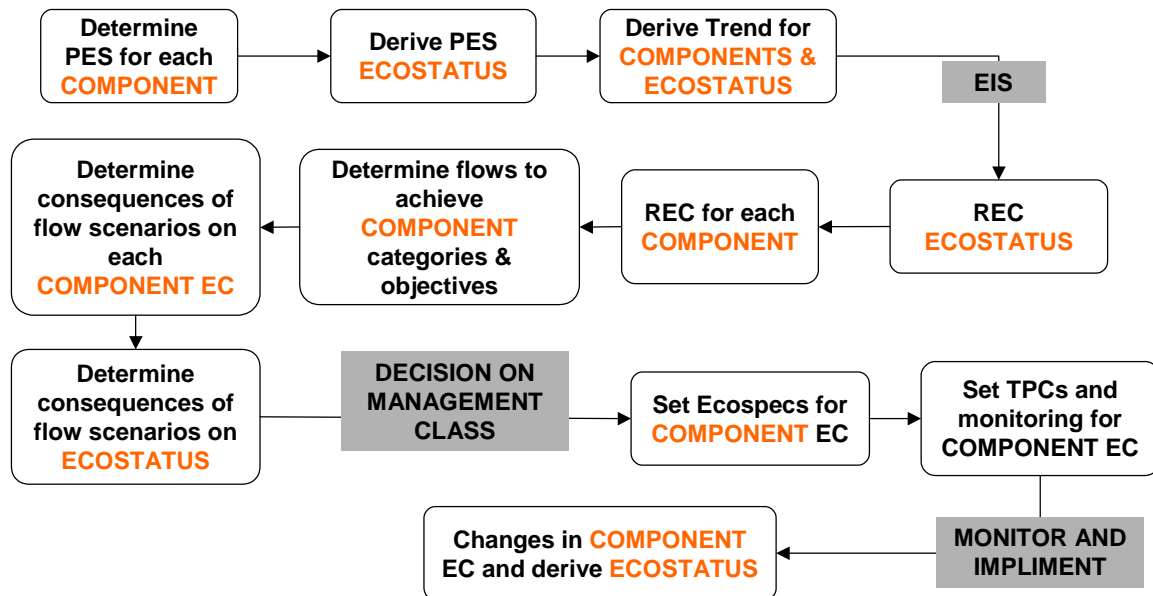 Determine
PES for each
COMPONENT
Derive PES
ECOSTATUS
Derive Trend for
COMPONENTS &
ECOSTATUS
EIS
REC
ECOSTATUS
REC for each
COMPONENT
Determine flows to
achieve
COMPONENT
categories &
objectives
Determine
consequences of
flow scenarios on
each
COMPONENT EC
Determine
consequences of
flow scenarios on
ECOSTATUS
DECISION ON
MANAGEMENT
CLASS
Set Ecospecs for
COMPONENT EC
Set TPCs and
monitoring for
COMPONENT EC
MONITOR AND
IMPLIMENT
Changes in COMPONENT
EC and derive ECOSTATUS